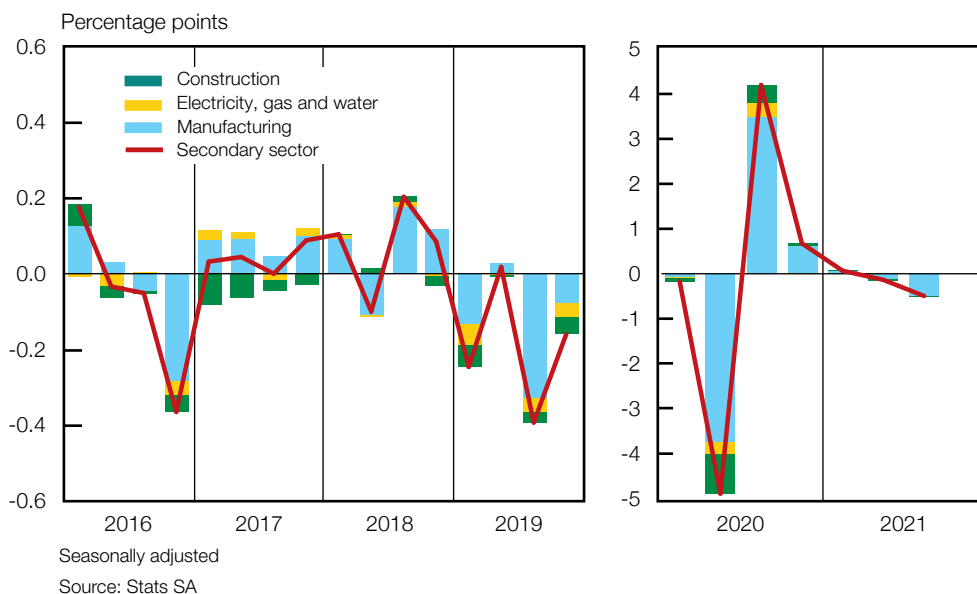 Percentage points
0.6
0.4
0.2
0.0
-0.2
-0.4
-0.6
Construction
Electricity, gas and water
Manufacturing
Secondary sector
2016 2017 2018 2019
5
4
3
2
1
0
-1
-2
-3
-4
-5
2020 2021
Seasonally adjusted
Source: Stats SA